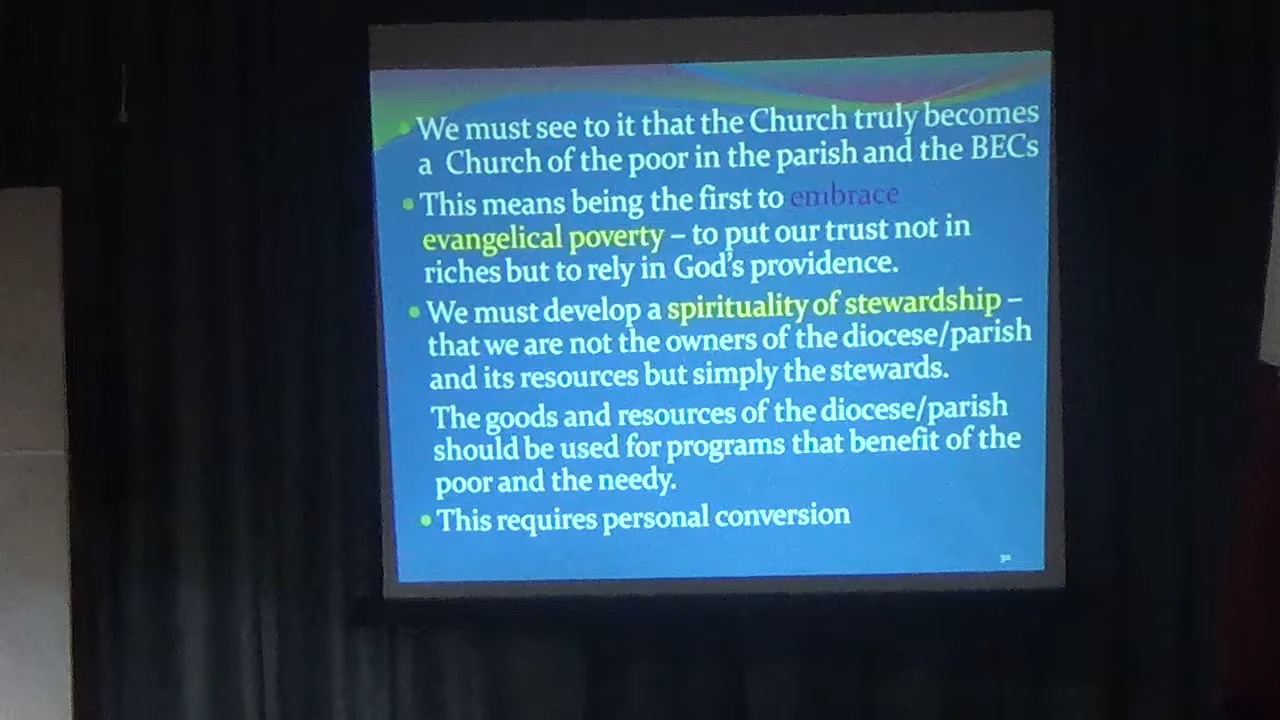 We must see to it that the Church truly becomes
a Church of the poor in the parish and the BECs
This means being the first to embrace
evangelical poverty – to put our trust not in
riches but to rely in God's providence.
We must develop a spirituality of stewardship –
that we are not the owners of the diocese/parish
and its resources but simply the stewards.
The goods and resources of the diocese/parish
should be used for programs that benefit of the
poor and the needy.
This requires personal conversion